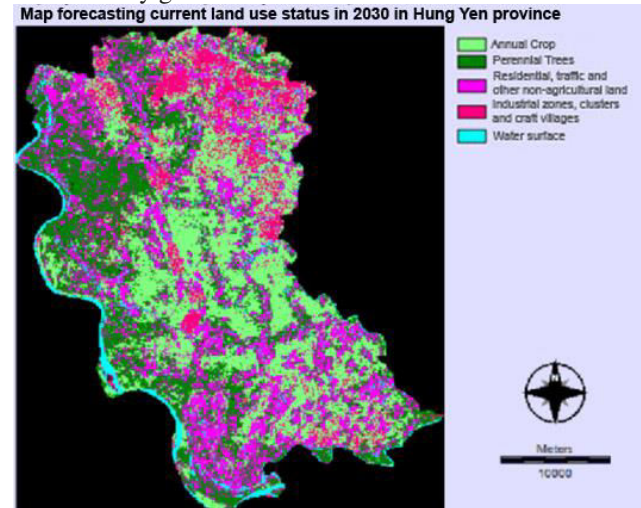 Map forecasting current land use status in 2030 in Hung Yen province
Annual Crop
Perennial Trees
Residential, traffic and
other non-agricultural land
Industrial zones, clusters
and craft villages
Water surface
N
Meters
10000